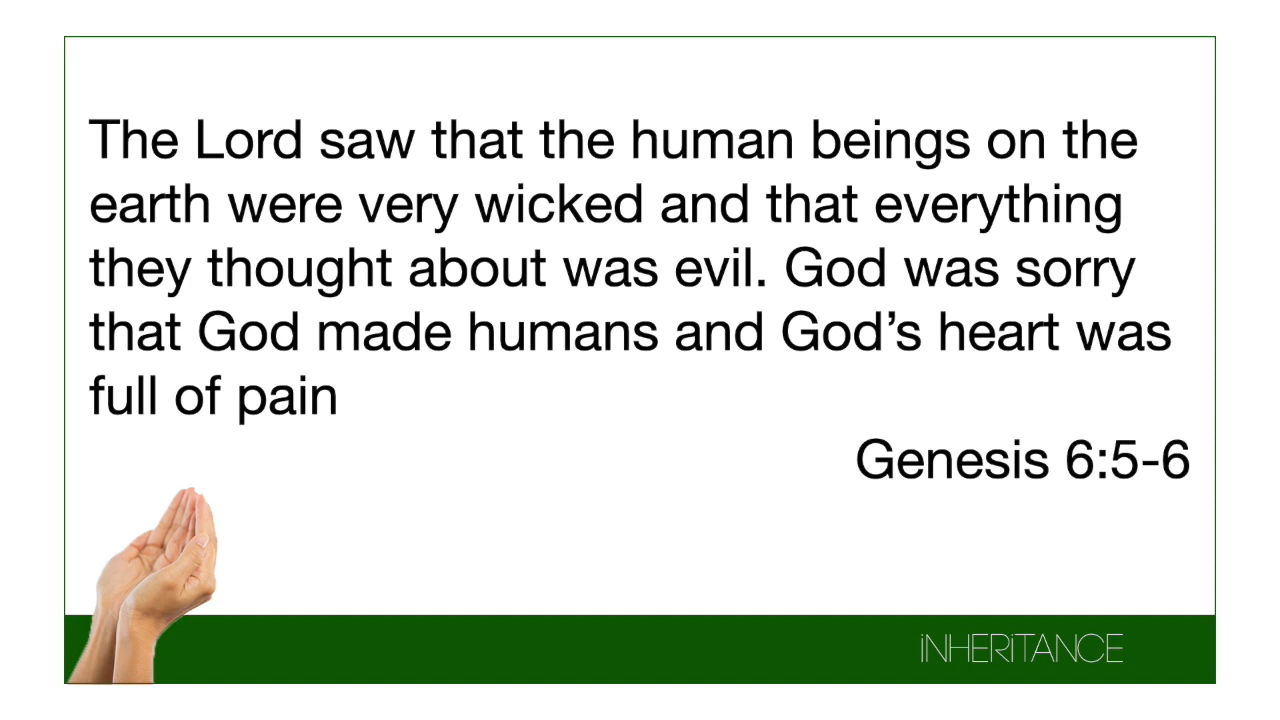 The Lord saw that the human beings on the
earth were very wicked and that everything
they thought about was evil. God was sorry
that God made humans and God’s heart was
full of pain
Genesis 6:5-6
iNHERiTANCE